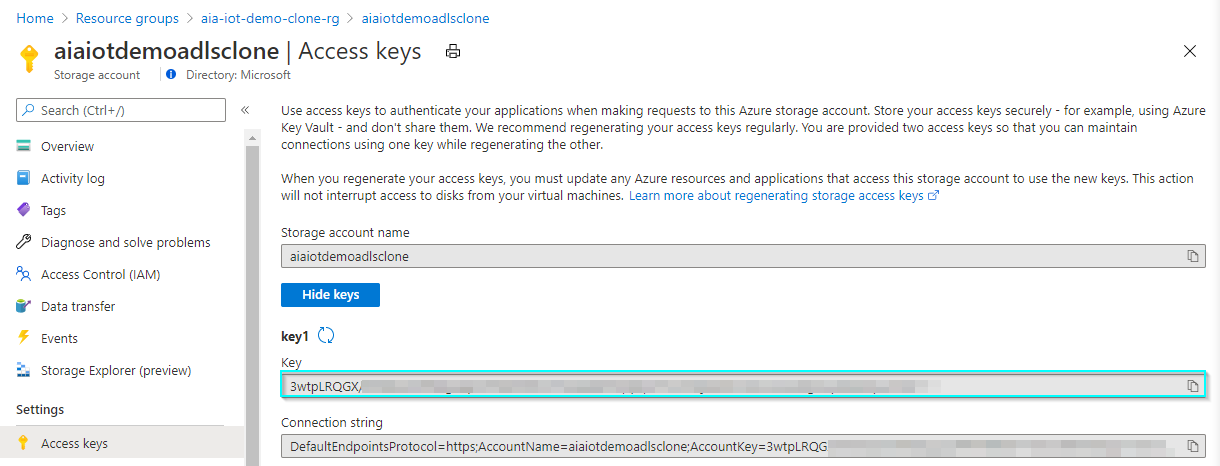 Home > Resource groups > aia-iot-demo-clone-rg > aiaiotdemoadlsclone
aiaiotdemoadlsclone | Access keys
Storage account
Directory: Microsoft
Search (Ctrl+/)
«
Overview
Activity log
Tags
Diagnose and solve problems
Access Control (IAM)
Data transfer
Events
Storage Explorer (preview)
Settings
Access keys
Use access keys to authenticate your applications when making requests to this Azure storage account. Store your access keys securely - for example, using Azure
Key Vault - and don't share them. We recommend regenerating your access keys regularly. You are provided two access keys so that you can maintain
connections using one key while regenerating the other.
When you regenerate your access keys, you must update any Azure resources and applications that access this storage account to use the new keys. This action
will not interrupt access to disks from your virtual machines. Learn more about regenerating storage access keys
Storage account name
aiaiotdemoadlsclone
Hide keys
key1
Key
3wtpLRQGX/
Connection string
DefaultEndpointsProtocol=https;AccountName=aiaiotdemoadlsclone;AccountKey=3wtpLRQG